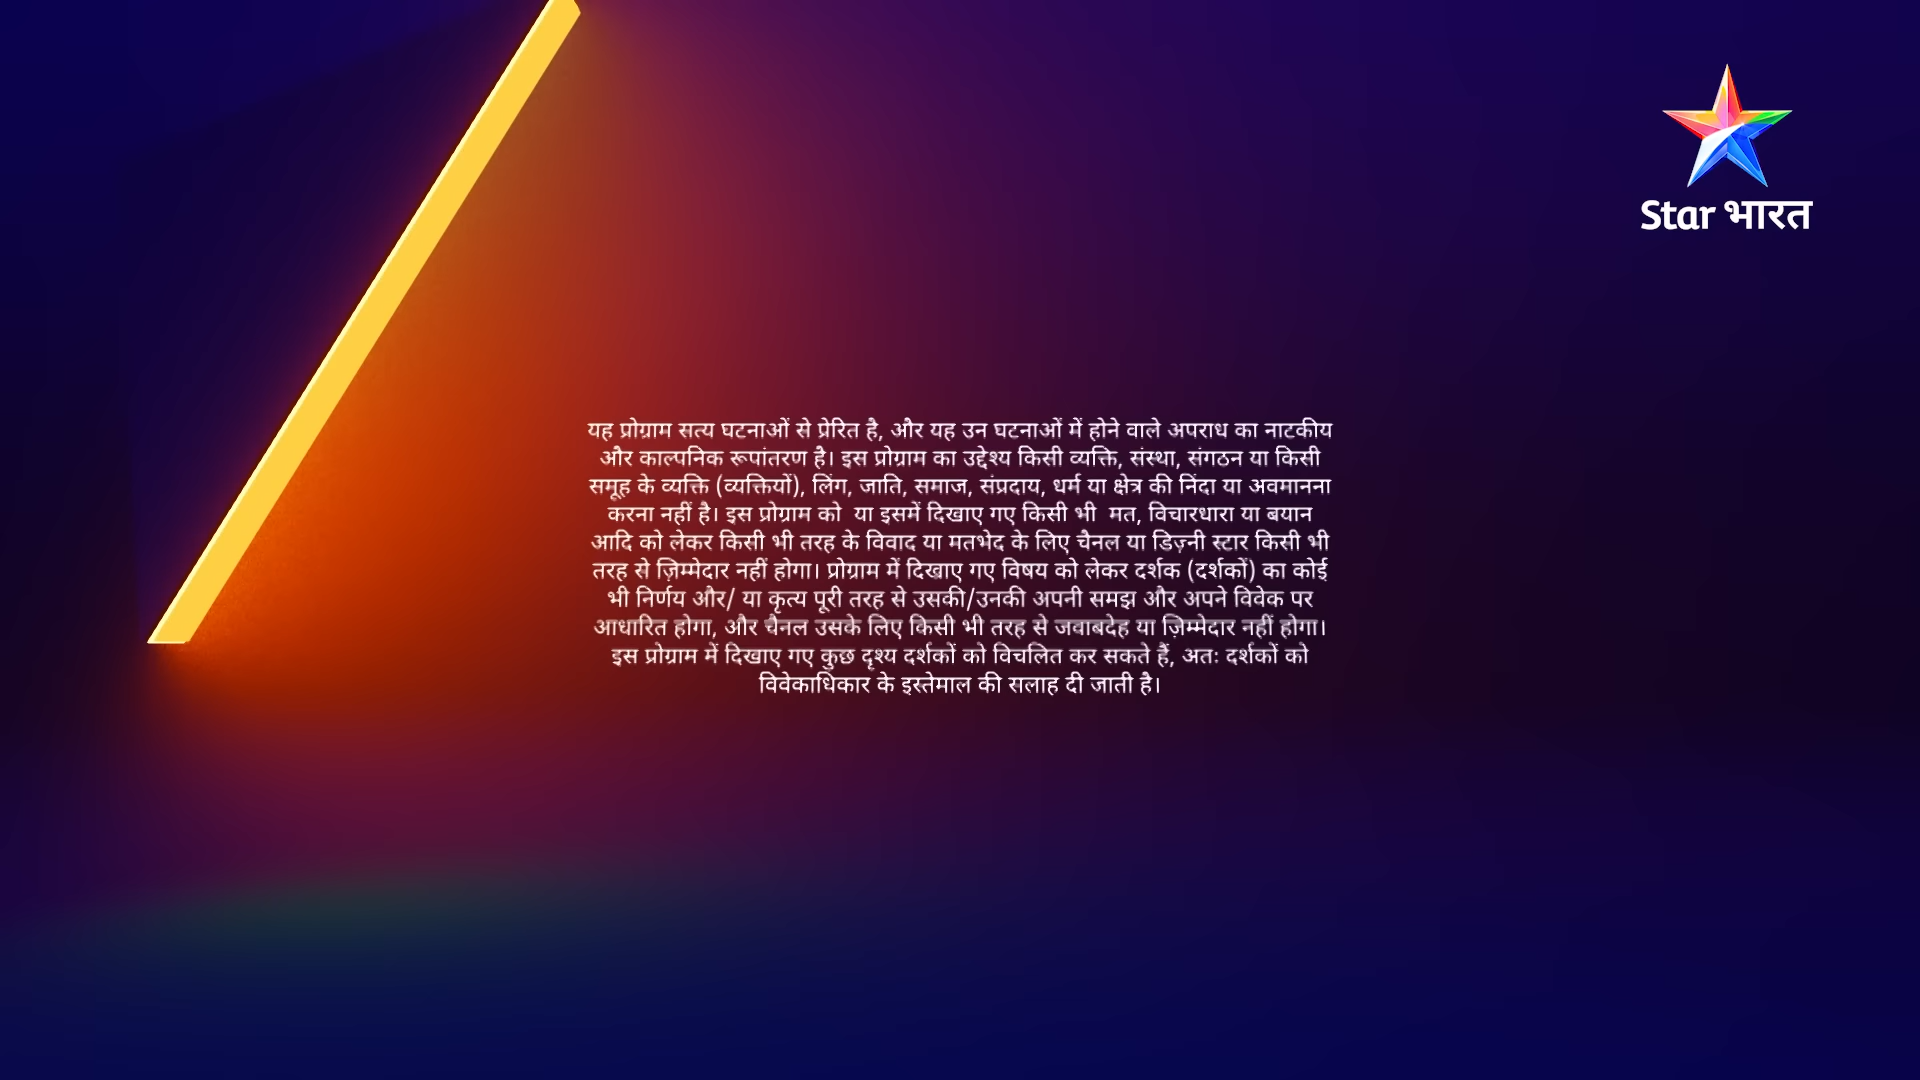 Star भारत
यह प्रोग्राम सत्य घटनाओं से प्रेरित है, और यह उन घटनाओं में होने वाले अपराध का नाटकीय
और काल्पनिक रूपांतरण है। इस प्रोग्राम का उद्देश्य किसी व्यक्ति, संस्था, संगठन या किसी
समूह के व्यक्ति (व्यक्तियों), लिंग, जाति, समाज, संप्रदाय, धर्म या क्षेत्र की निंदा या अवमानना
करना नहीं है। इस प्रोग्राम को या इसमें दिखाए गए किसी भी मत, विचारधारा या बयान
आदि को लेकर किसी भी तरह के विवाद या मतभेद के लिए चैनल या डिज़्नी स्टार किसी भी
तरह से ज़िम्मेदार नहीं होगा। प्रोग्राम में दिखाए गए विषय को लेकर दर्शक (दर्शकों) का कोई
भी निर्णय और/ या कृत्य पूरी तरह से उसकी/उनकी अपनी समझ और अपने विवेक पर
आधारित होगा, और चैनल उसके लिए किसी भी तरह से जवाबदेह या ज़िम्मेदार नहीं होगा।
इस प्रोग्राम में दिखाए गए कुछ दृश्य दर्शकों को विचलित कर सकते हैं, अतः दर्शकों को
विवेकाधिकार के इस्तेमाल की सलाह दी जाती है।